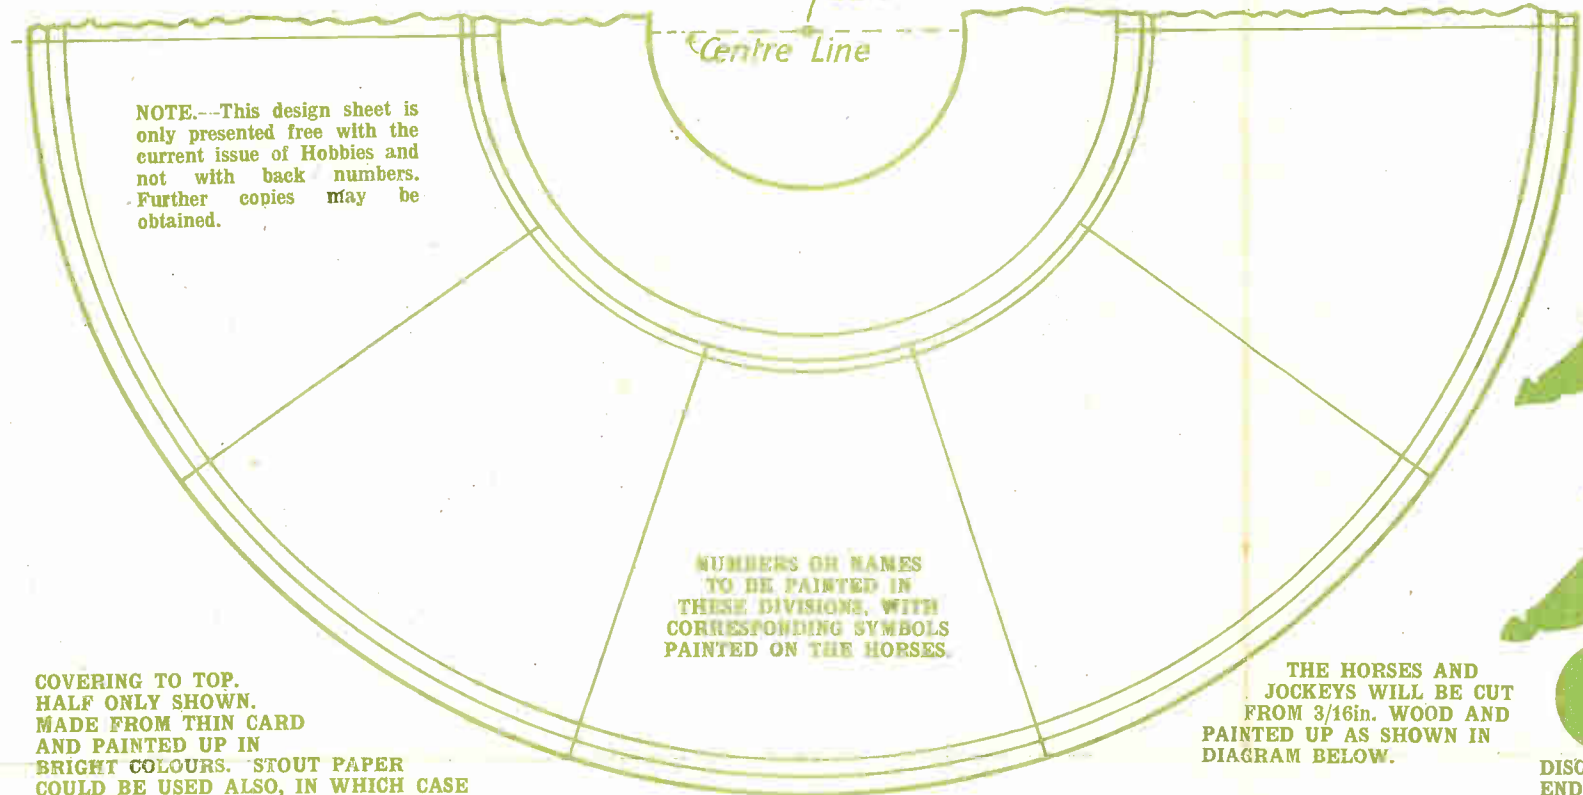 Centre Line
NOTE.--This design sheet is
only presented free with the
current issue of Hobbies and
not with back numbers.
Further copies may be
obtained.
NUMBERS OR NAMES
TO BE PAINTED IN
THESE DIVISIONS, WITH
CORRESPONDING SYMBOLS
PAINTED ON THE HORSES
COVERING TO TOP.
HALF ONLY SHOWN.
MADE FROM THIN CARD
AND PAINTED UP IN
BRIGHT COLOURS. STOUT PAPER
COULD BE USED ALSO, IN WHICH CASE
THE HORSES AND
JOCKEYS WILL BE CUT
FROM 3/16in. WOOD AND
PAINTED UP AS SHOWN IN
DIAGRAM BELOW.
DISC
END